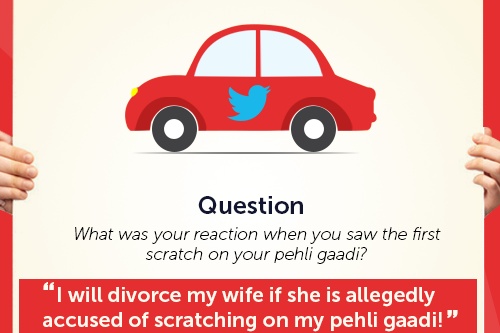 Question
What was your reaction when you saw the first
scratch on your pehli gaadi?
“I will divorce my wife if she is allegedly
accused of scratching on my pehli gaadi!”